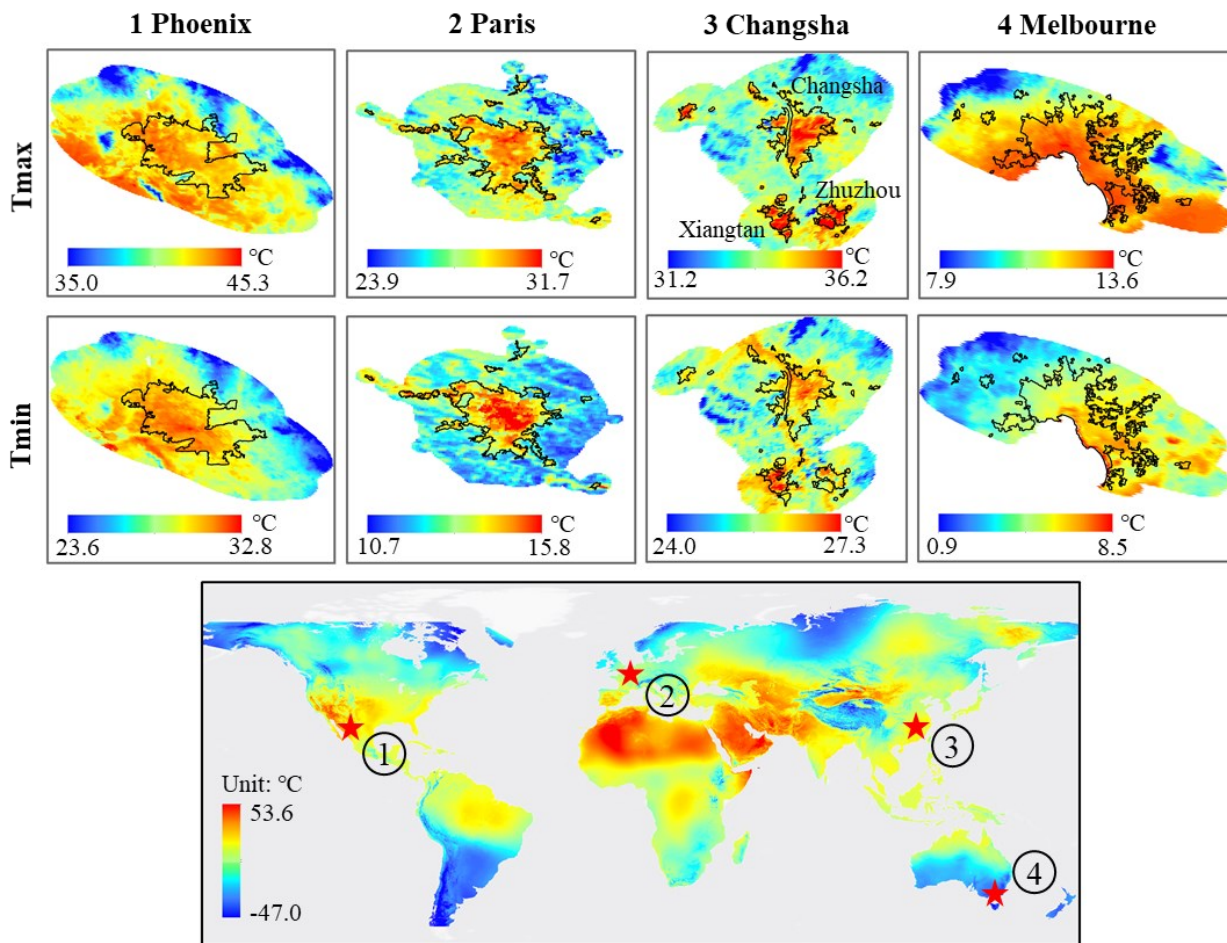 1 Phoenix
2 Paris
3 Changsha
4 Melbourne
Tmax
°C
35.0
45.3
°C
23.9
31.7
Changsha
Zhuzhou
Xiangtan
°C
31.2
36.2
°C
7.9
13.6
Tmin
°C
23.6
32.8
°C
10.7
15.8
°C
24.0
27.3
°C
0.9
8.5
1
2
3
4
Unit: °C
53.6
-47.0